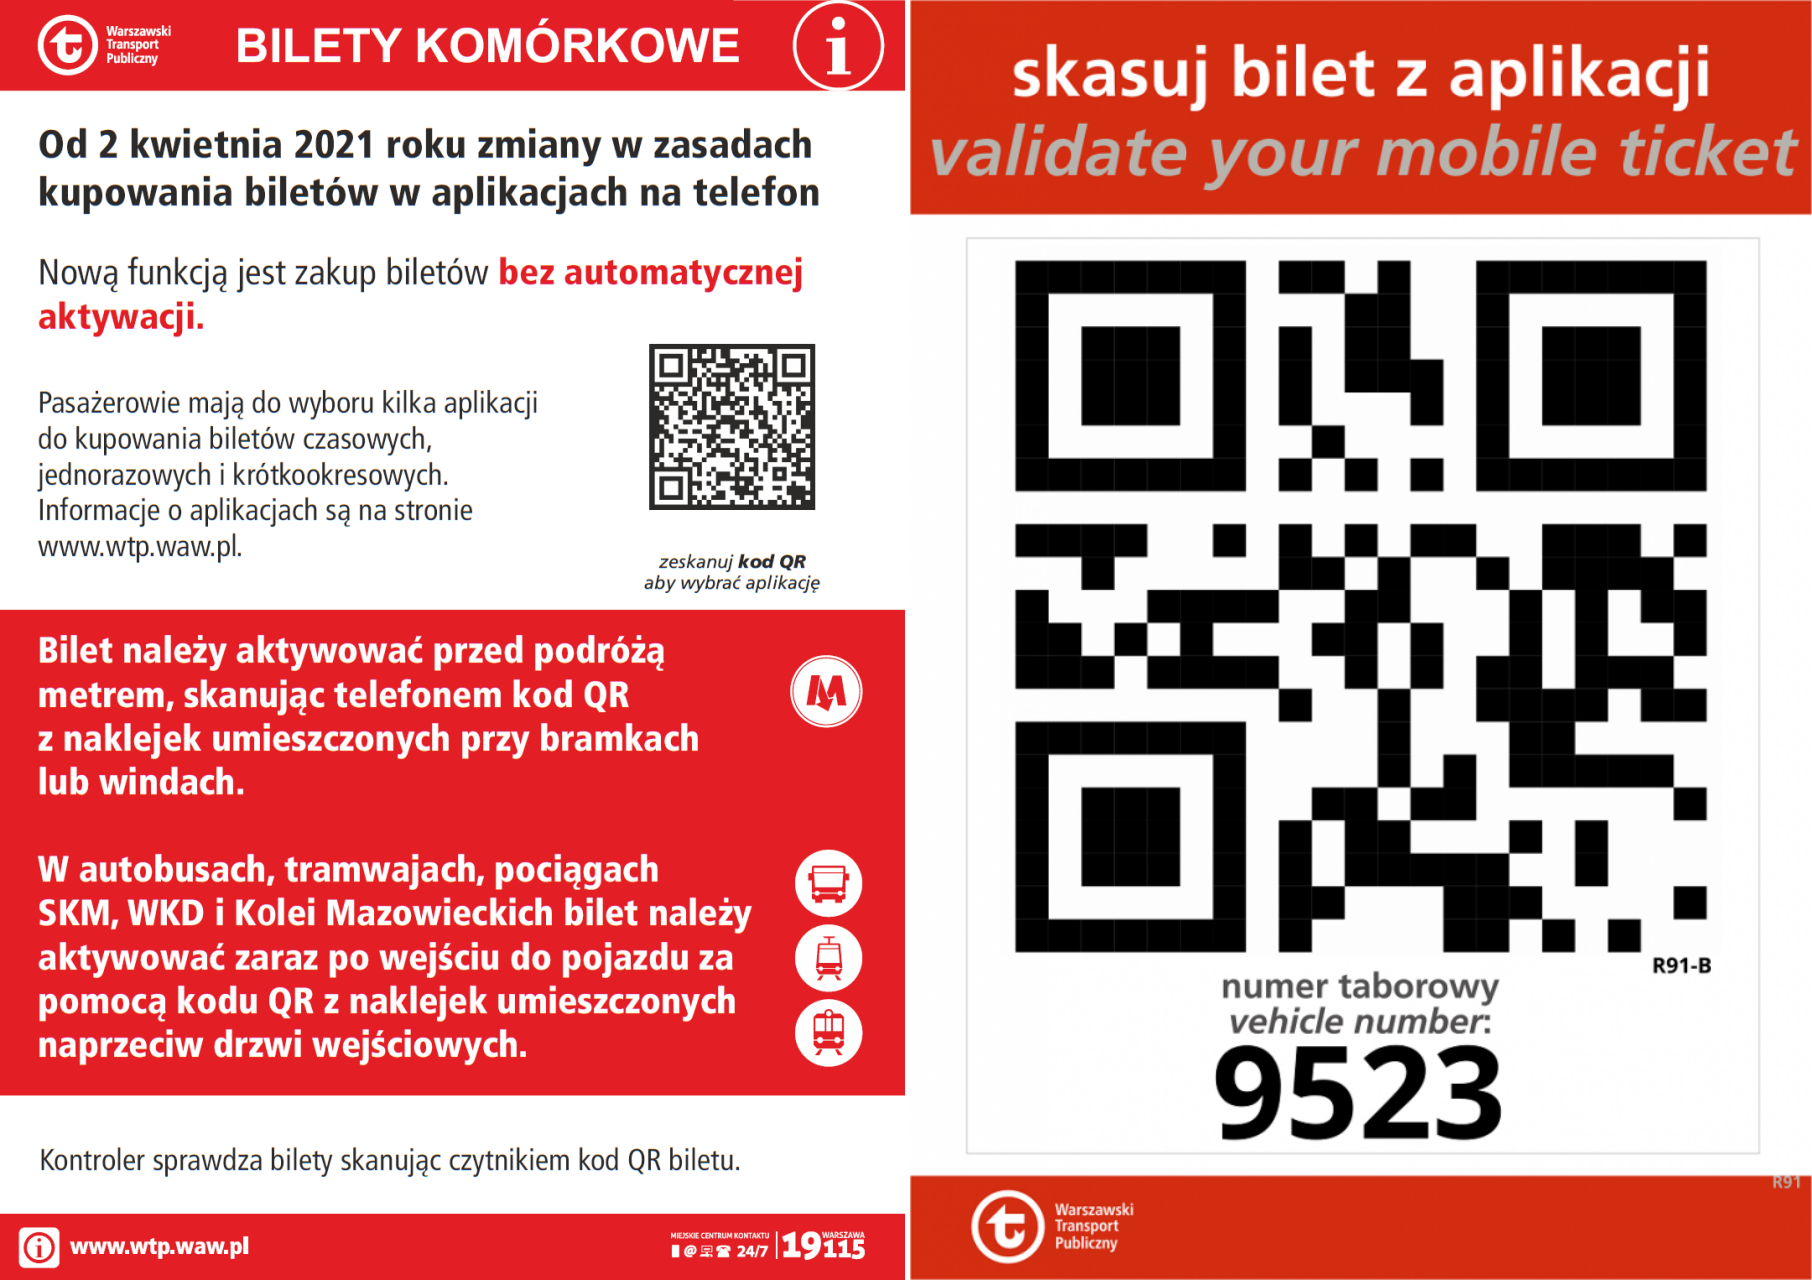 Warszawski
Transport
Publiczny
BILETY KOMÓRKOWE
i
Od 2 kwietnia 2021 roku zmiany w zasadach
kupowania biletów w aplikacjach na telefon
Nową funkcją jest zakup biletów bez automatycznej
aktywacji.
Pasażerowie mają do wyboru kilka aplikacji
do kupowania biletów czasowych,
jednorazowych i krótkookresowych.
Informacje o aplikacjach są na stronie
www.wtp.waw.pl.
zeskanuj kod QR
aby wybrać aplikację
Bilet należy aktywować przed podróżą
metrem, skanując telefonem kod QR
z naklejek umieszczonych przy bramkach
lub windach.
M
W autobusach, tramwajach, pociągach
SKM, WKD i Kolei Mazowieckich bilet należy
aktywować zaraz po wejściu do pojazdu za
pomocą kodu QR z naklejek umieszczonych
naprzeciw drzwi wejściowych.
Kontroler sprawdza bilety skanując czytnikiem kod QR biletu.
i www.wtp.waw.pl
MIEJSKIE CENTRUM KONTAKTU
@ 24/7
19115
WARSZAWA
skasuj bilet z aplikacji
validate your mobile ticket
R91-B
numer taborowy
vehicle number:
9523
R91
Warszawski
Transport
Publiczny